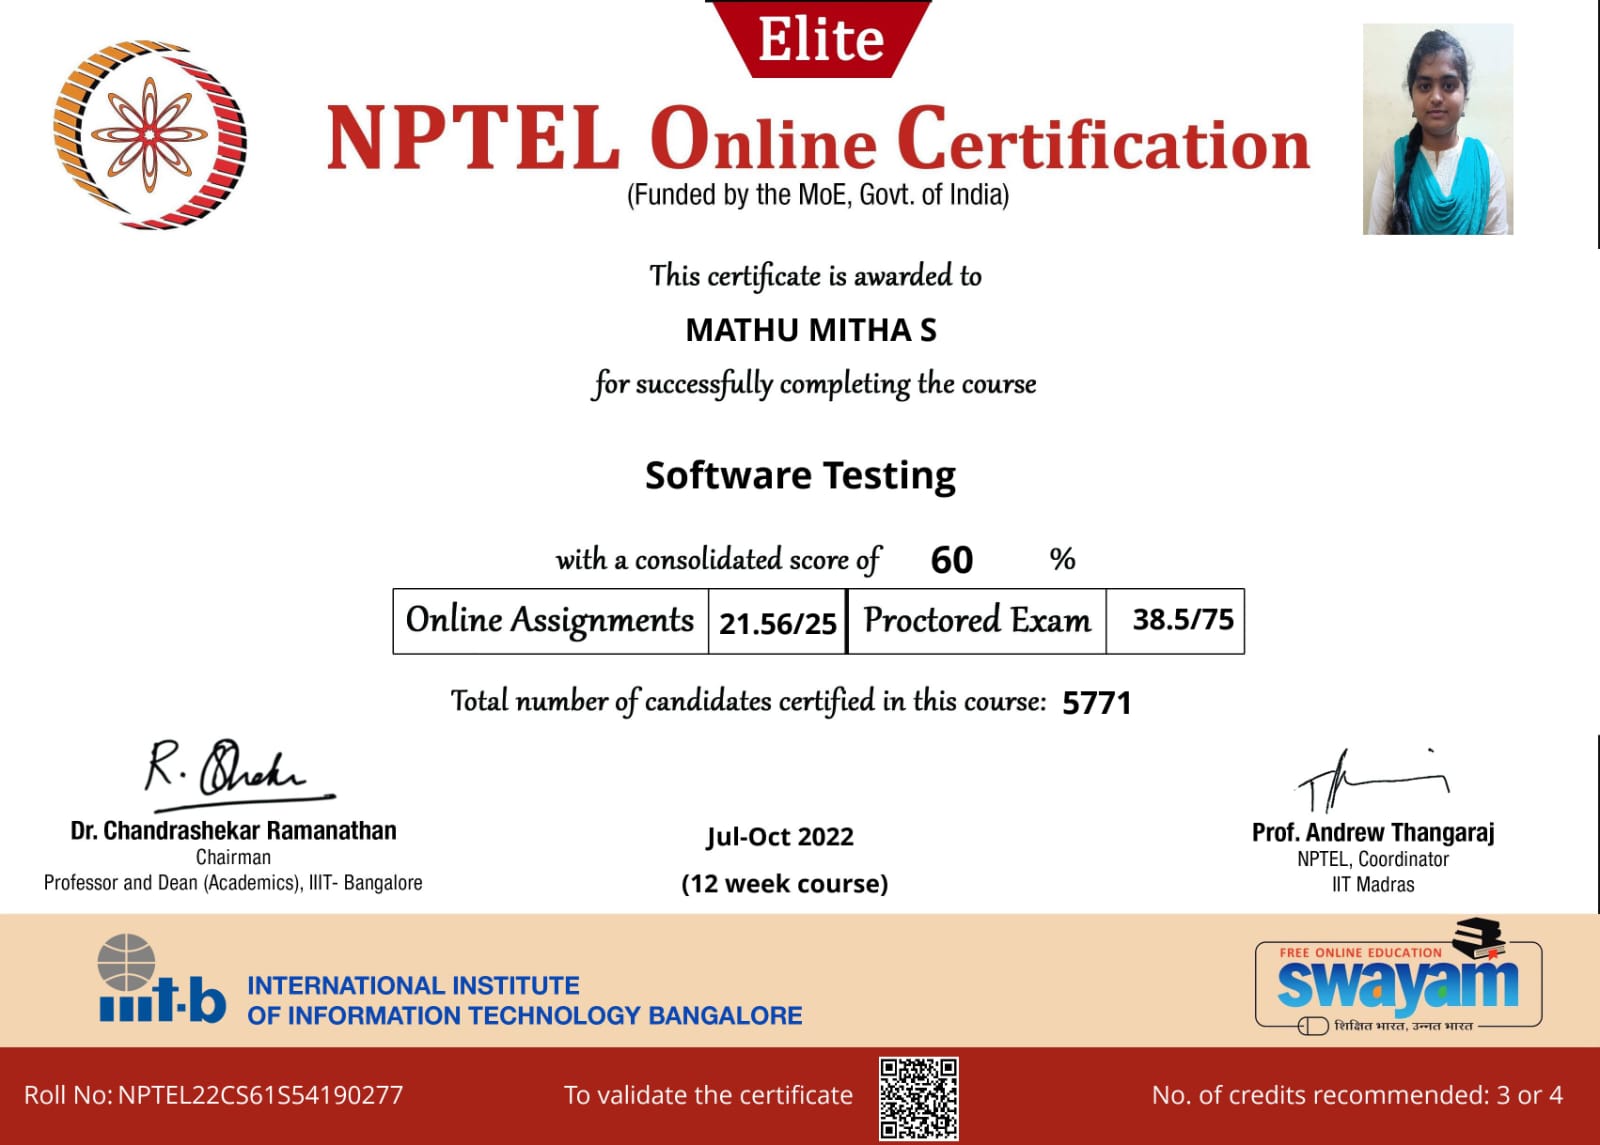 Elite
NPTEL Online Certification
(Funded by the MoE, Govt. of India)
This certificate is awarded to
MATHU MITHA S
for successfully completing the course
Software Testing
with a consolidated score of 60 %
Online Assignments 21.56/25 Proctored Exam 38.5/75
Total number of candidates certified in this course: 5771
Dr. Chandrashekar Ramanathan
Chairman
Professor and Dean (Academics), IIIT- Bangalore
Jul-Oct 2022
(12 week course)
Prof. Andrew Thangaraj
NPTEL, Coordinator
IIT Madras
iiit-b
INTERNATIONAL INSTITUTE
OF INFORMATION TECHNOLOGY BANGALORE
FREE ONLINE EDUCATION
swayam
शिक्षित भारत, उन्नत भारत
Roll No: NPTEL22CS61S54190277
To validate the certificate
No. of credits recommended: 3 or 4